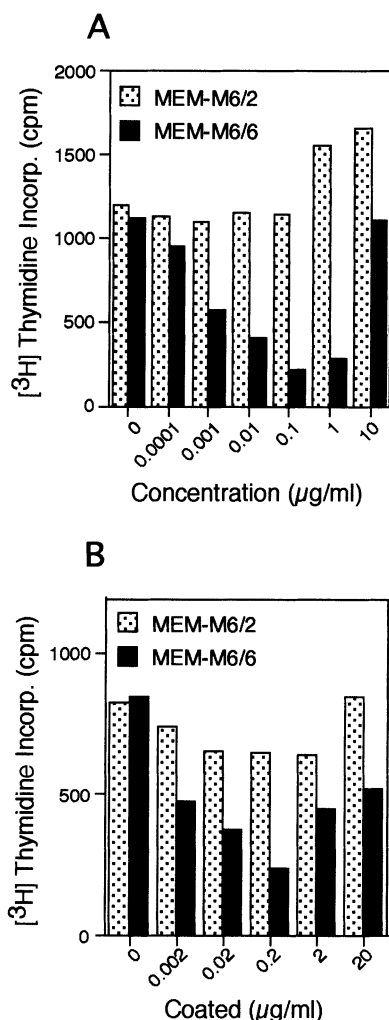 A
[³H] Thymidine Incorp. (cpm)
2000
1500
1000
500
0
MEM-M6/2
MEM-M6/6
0 0.0001 0.001 0.01 0.1 1 10
Concentration (µg/ml)
B
[³H] Thymidine Incorp. (cpm)
1000
500
0
MEM-M6/2
MEM-M6/6
0 0.002 0.02 0.2 2 20
Coated (µg/ml)